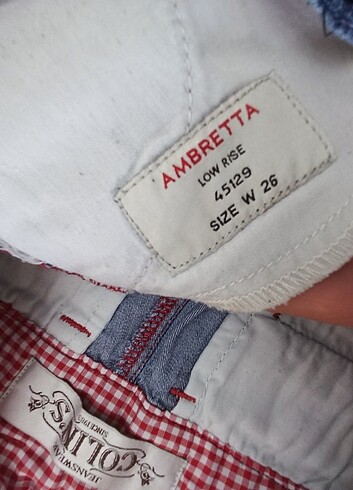 AMBRETTA
LOW RISE
45129
SIZE W 26
COLIN'S
JEANSWEAR